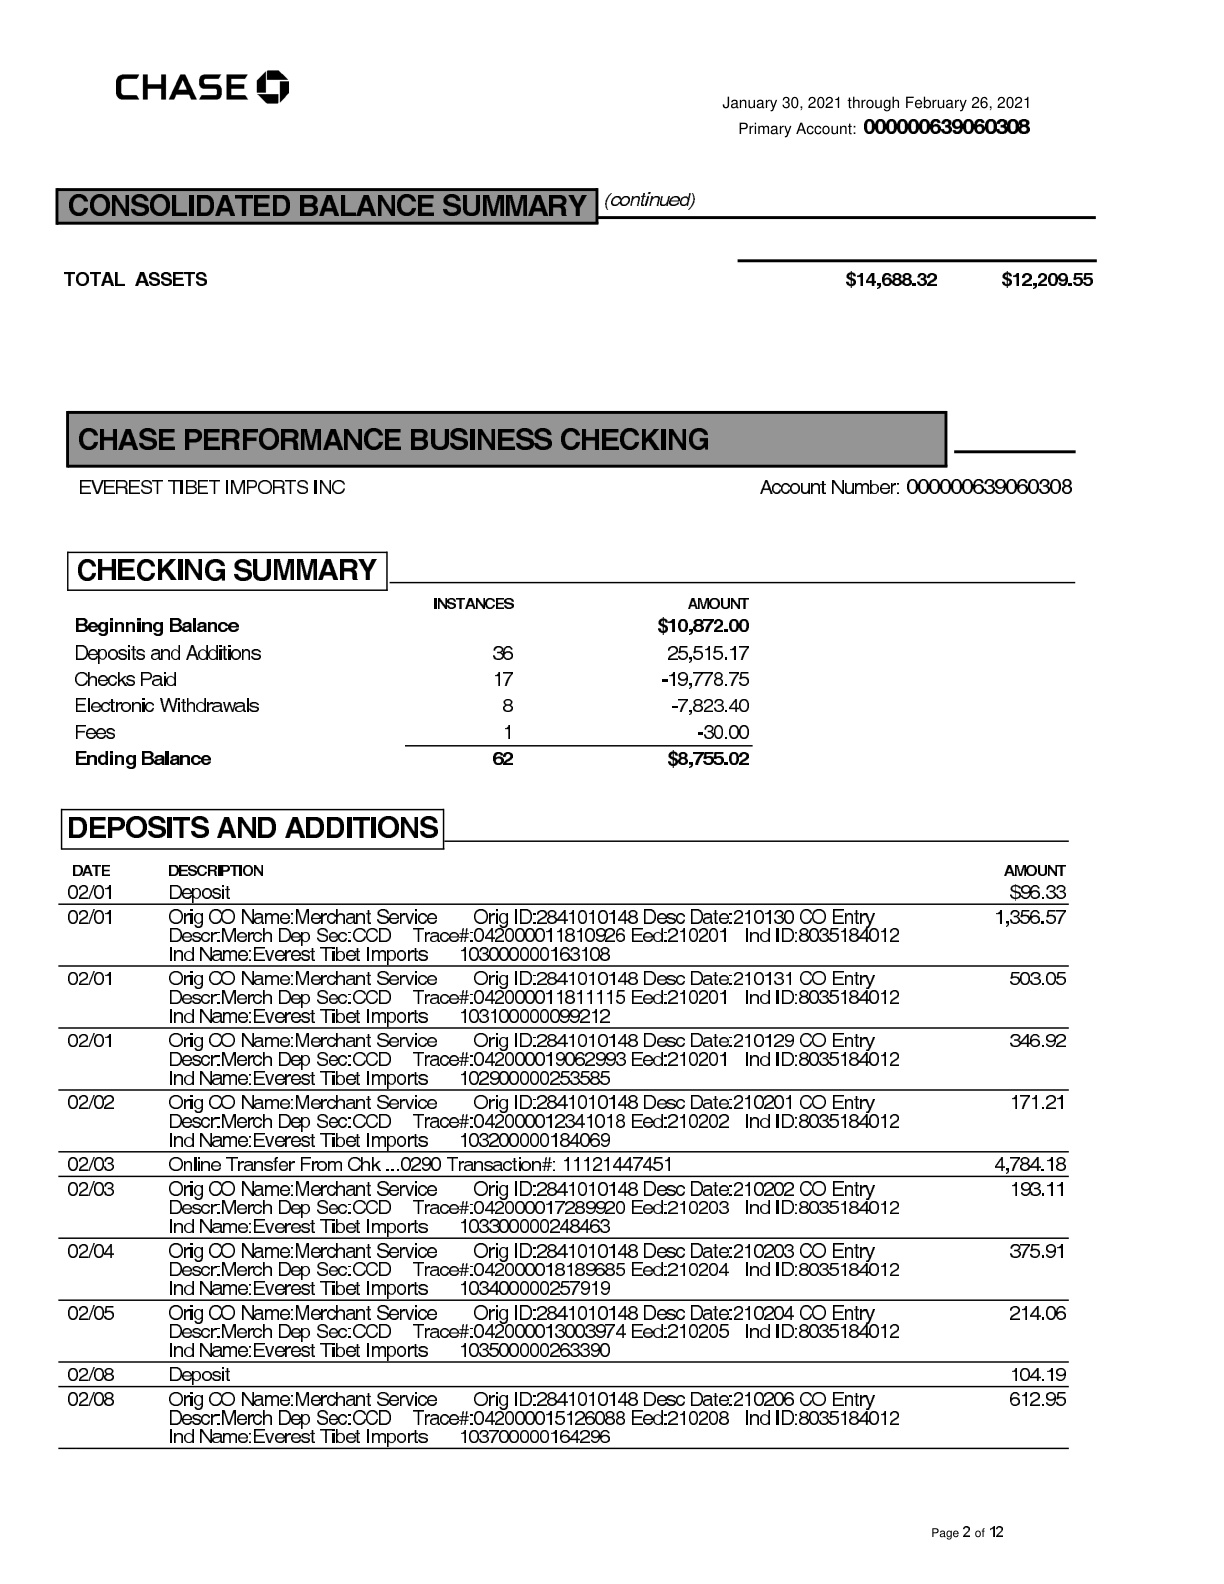 CHASE
January 30, 2021 through February 26, 2021
Primary Account: 000000639060308
CONSOLIDATED BALANCE SUMMARY (continued)
TOTAL ASSETS $14,688.32 $12,209.55
CHASE PERFORMANCE BUSINESS CHECKING
EVEREST TIBET IMPORTS INC Account Number: 000000639060308
CHECKING SUMMARY
INSTANCES AMOUNT
Beginning Balance $10,872.00
Deposits and Additions 36 25,515.17
Checks Paid 17 -19,778.75
Electronic Withdrawals 8 -7,823.40
Fees 1 -30.00
Ending Balance 62 $8,755.02
DEPOSITS AND ADDITIONS
DATE DESCRIPTION AMOUNT
02/01 Deposit $96.33
02/01 Orig CO Name:Merchant Service Orig ID:2841010148 Desc Date:210130 CO Entry 1,356.57
Descr:Merch Dep Sec:CCD Trace#:042000011810926 Eed:210201 Ind ID:8035184012
Ind Name:Everest Tibet Imports 103000000163108
02/01 Orig CO Name:Merchant Service Orig ID:2841010148 Desc Date:210131 CO Entry 503.05
Descr:Merch Dep Sec:CCD Trace#:042000011811115 Eed:210201 Ind ID:8035184012
Ind Name:Everest Tibet Imports 103100000099212
02/01 Orig CO Name:Merchant Service Orig ID:2841010148 Desc Date:210129 CO Entry 346.92
Descr:Merch Dep Sec:CCD Trace#:042000019062993 Eed:210201 Ind ID:8035184012
Ind Name:Everest Tibet Imports 102900000253585
02/02 Orig CO Name:Merchant Service Orig ID:2841010148 Desc Date:210201 CO Entry 171.21
Descr:Merch Dep Sec:CCD Trace#:042000012341018 Eed:210202 Ind ID:8035184012
Ind Name:Everest Tibet Imports 103200000184069
02/03 Online Transfer From Chk ...0290 Transaction#: 11121447451 4,784.18
02/03 Orig CO Name:Merchant Service Orig ID:2841010148 Desc Date:210202 CO Entry 193.11
Descr:Merch Dep Sec:CCD Trace#:042000017289920 Eed:210203 Ind ID:8035184012
Ind Name:Everest Tibet Imports 103300000248463
02/04 Orig CO Name:Merchant Service Orig ID:2841010148 Desc Date:210203 CO Entry 375.91
Descr:Merch Dep Sec:CCD Trace#:042000018189685 Eed:210204 Ind ID:8035184012
Ind Name:Everest Tibet Imports 103400000257919
02/05 Orig CO Name:Merchant Service Orig ID:2841010148 Desc Date:210204 CO Entry 214.06
Descr:Merch Dep Sec:CCD Trace#:042000013003974 Eed:210205 Ind ID:8035184012
Ind Name:Everest Tibet Imports 103500000263390
02/08 Deposit 104.19
02/08 Orig CO Name:Merchant Service Orig ID:2841010148 Desc Date:210206 CO Entry 612.95
Descr:Merch Dep Sec:CCD Trace#:042000015126088 Eed:210208 Ind ID:8035184012
Ind Name:Everest Tibet Imports 103700000164296
Page 2 of 12